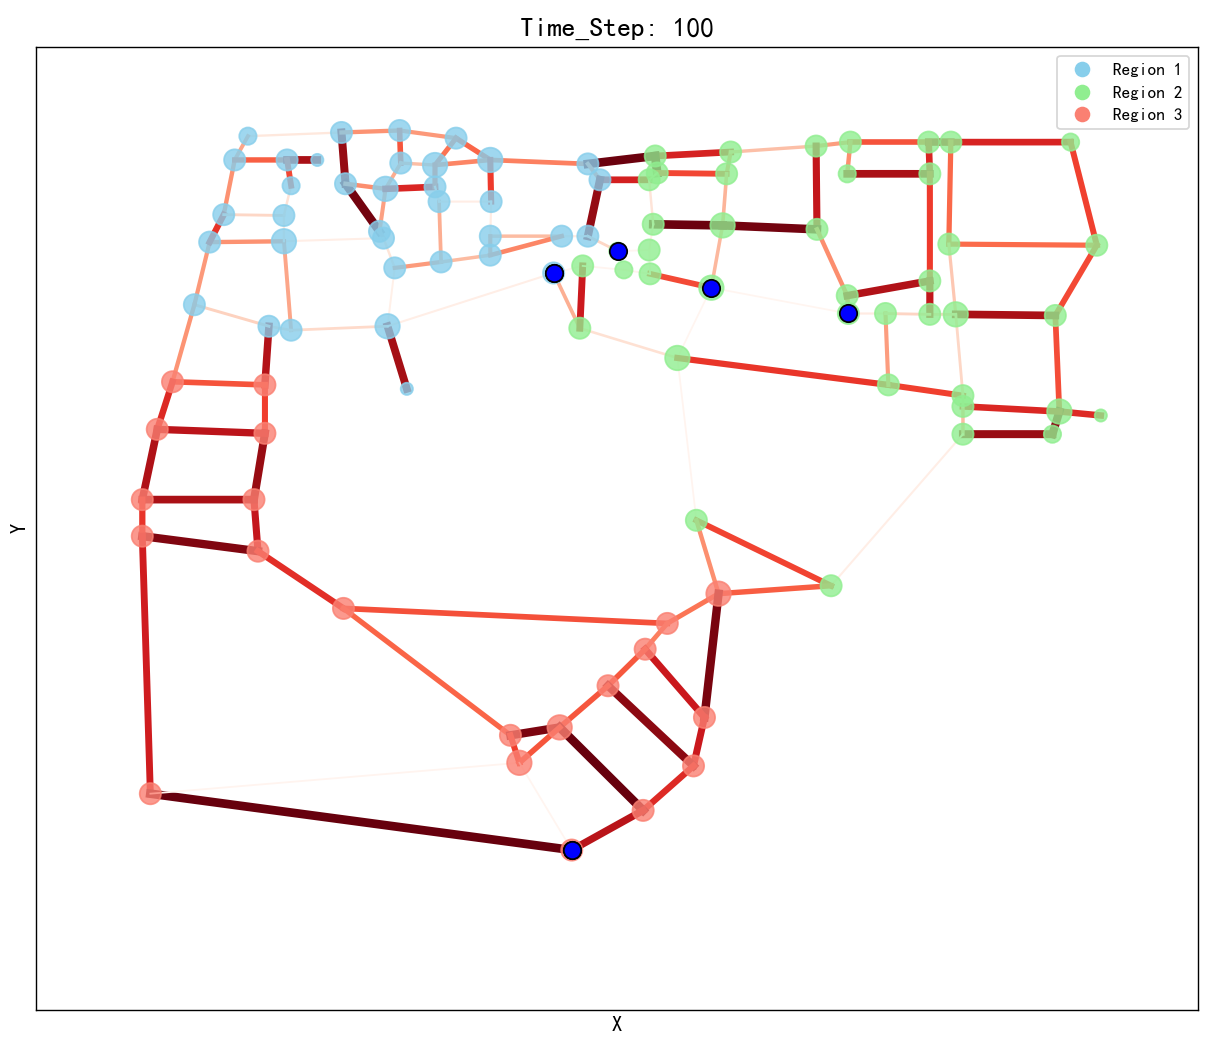 Time_Step: 100
Region 1
Region 2
Region 3
Y
X